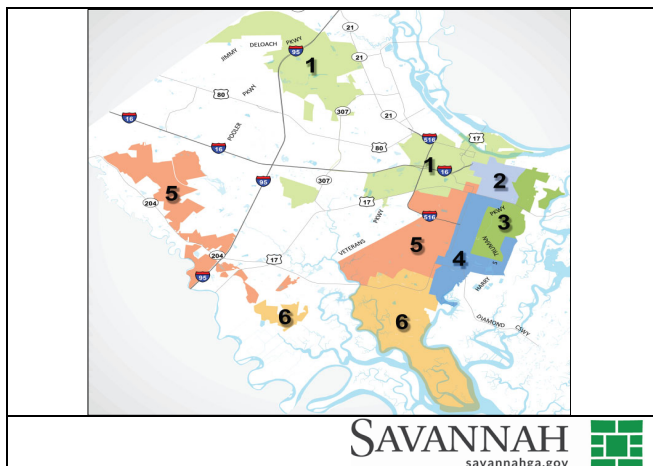 21
JIMMY DELOACH PKWY
95
1
21
80
PKWY
307
21
POOLER
16
80
516
17
16
1
16
2
5
95
307
17
PKWY
516
PKWY
3
204
TRUMAN
VETERANS
5
4
204
17
95
HARRY
S
6
6
DIAMOND CSWY
SAVANNAH
savannahga.gov